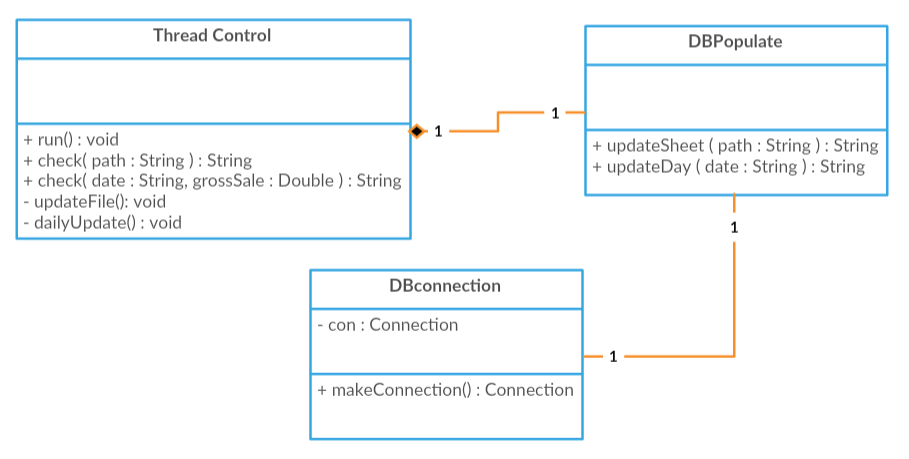 Thread Control
+ run() : void
+ check( path : String ) : String
+ check( date : String, grossSale : Double ) : String
- updateFile(): void
- dailyUpdate() : void
1
1
DBPopulate
+ updateSheet ( path : String ) : String
+ updateDay ( date : String ) : String
1
1
DBconnection
- con : Connection
+ makeConnection() : Connection